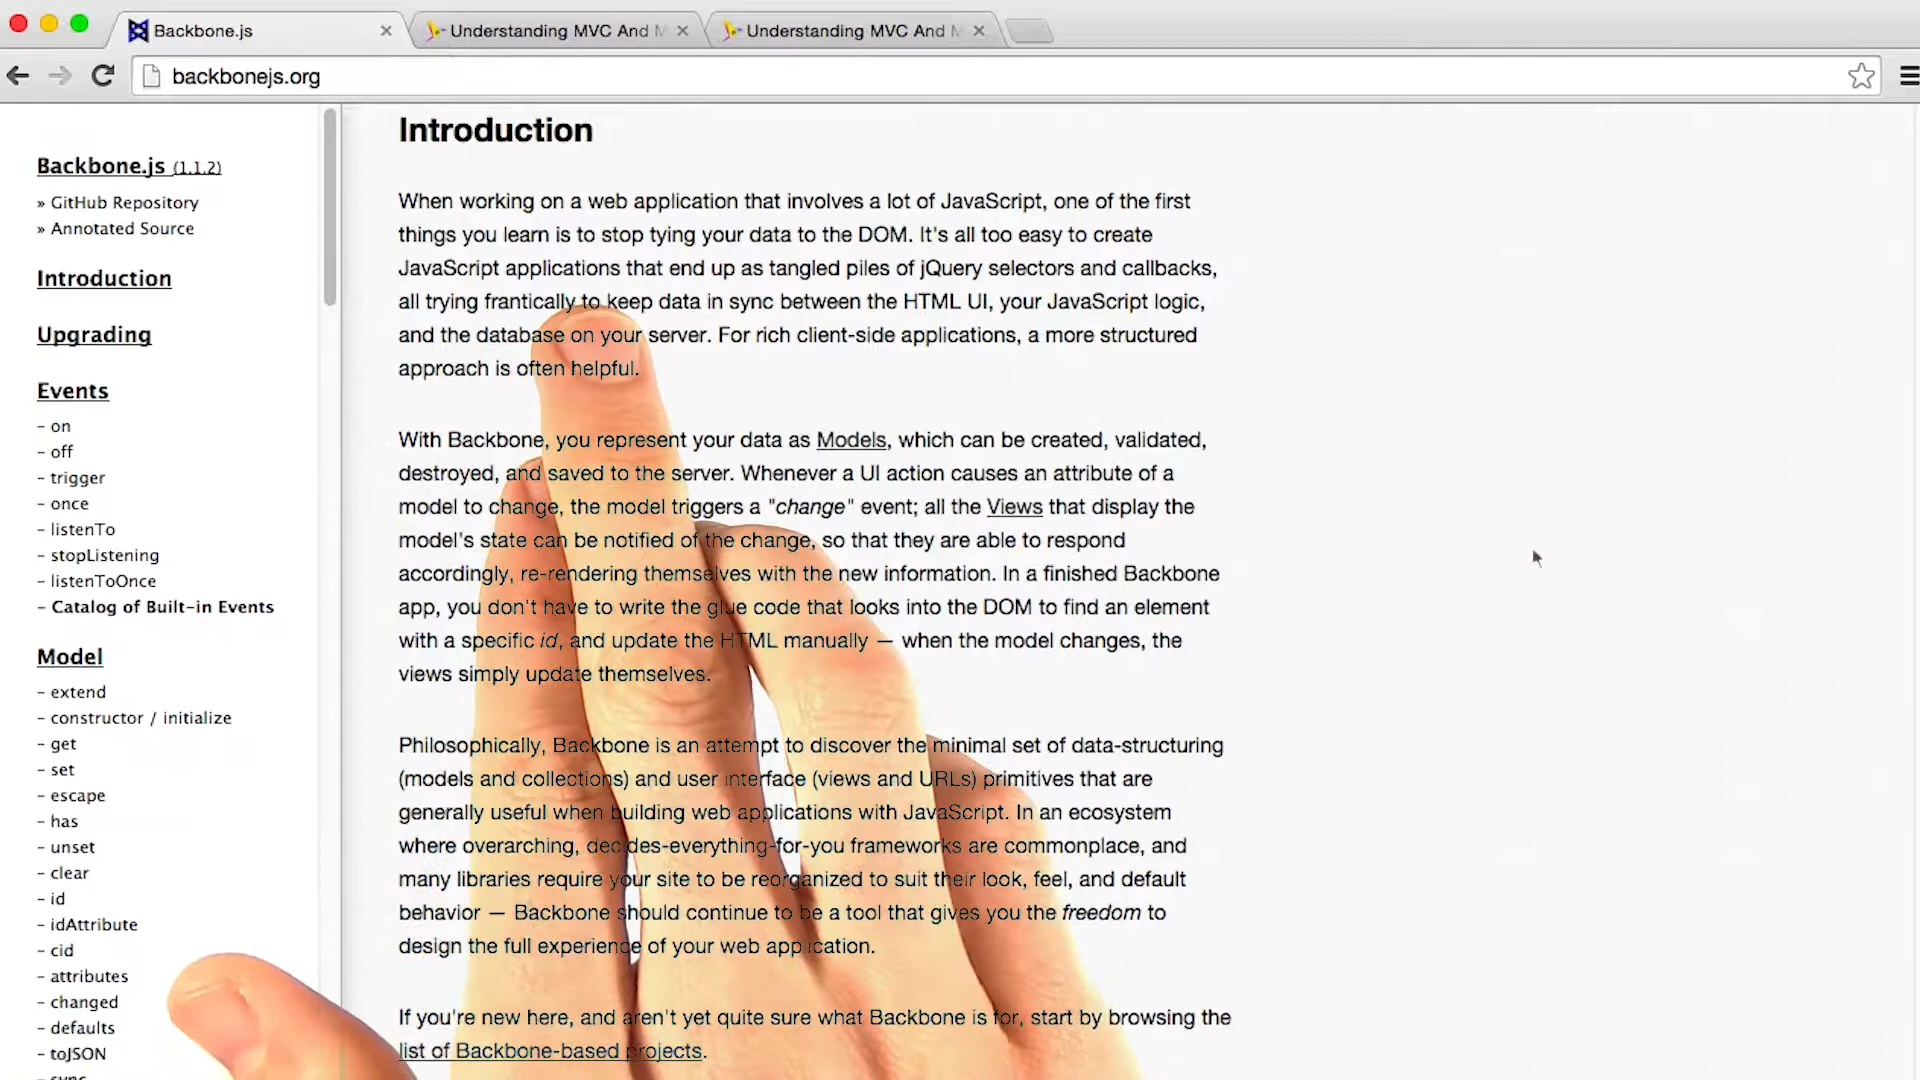 Backbone.js
Understanding MVC And M
Understanding MVC And M
backbonejs.org
Backbone.js (1.1.2)
» GitHub Repository
» Annotated Source
Introduction
Upgrading
Events
- on
- off
- trigger
- once
- listenTo
- stopListening
- listenToOnce
- Catalog of Built-in Events
Model
- extend
- constructor / initialize
- get
- set
- escape
- has
- unset
- clear
- id
- idAttribute
- cid
- attributes
- changed
- defaults
- toJSON
- sync
Introduction
When working on a web application that involves a lot of JavaScript, one of the first
things you learn is to stop tying your data to the DOM. It's all too easy to create
JavaScript applications that end up as tangled piles of jQuery selectors and callbacks,
all trying frantically to keep data in sync between the HTML UI, your JavaScript logic,
and the database on your server. For rich client-side applications, a more structured
approach is often helpful.
With Backbone, you represent your data as Models, which can be created, validated,
destroyed, and saved to the server. Whenever a UI action causes an attribute of a
model to change, the model triggers a "change" event; all the Views that display the
model's state can be notified of the change, so that they are able to respond
accordingly, re-rendering themselves with the new information. In a finished Backbone
app, you don't have to write the glue code that looks into the DOM to find an element
with a specific id, and update the HTML manually — when the model changes, the
views simply update themselves.
Philosophically, Backbone is an attempt to discover the minimal set of data-structuring
(models and collections) and user interface (views and URLs) primitives that are
generally useful when building web applications with JavaScript. In an ecosystem
where overarching, decides-everything-for-you frameworks are commonplace, and
many libraries require your site to be reorganized to suit their look, feel, and default
behavior — Backbone should continue to be a tool that gives you the freedom to
design the full experience of your web application.
If you're new here, and aren't yet quite sure what Backbone is for, start by browsing the
list of Backbone-based projects.